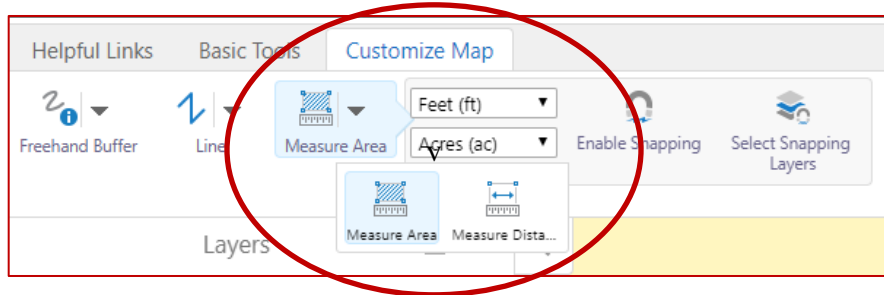 Helpful Links Basic Tools Customize Map
Feet (ft)
Freehand Buffer Line Measure Area Acres (ac) Enable Snapping Select Snapping
Layers
Measure Area Measure Dista...
Layers